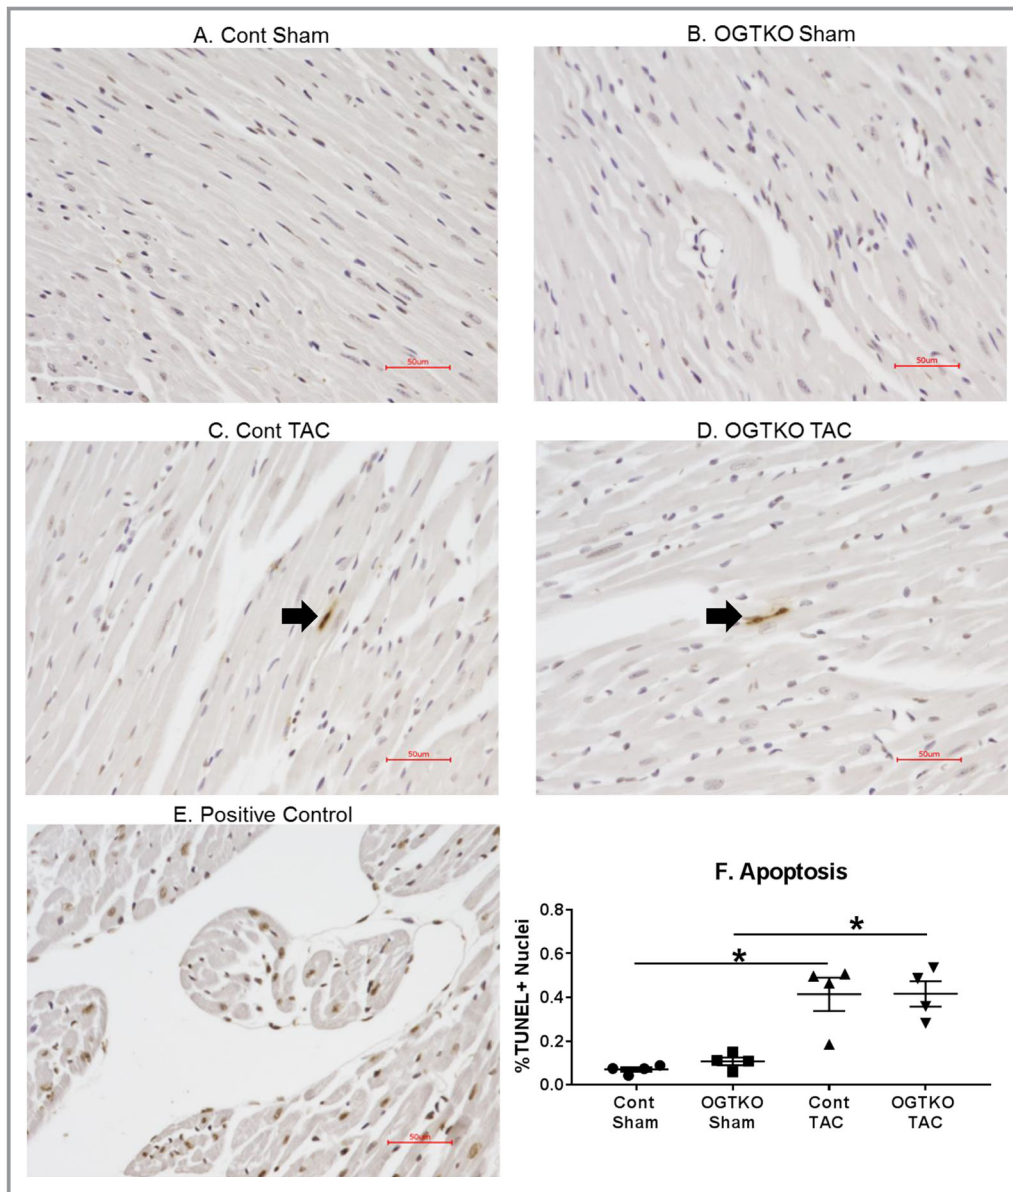 A. Cont Sham
B. OGTKO Sham
50um
50um
C. Cont TAC
D. OGTKO TAC
50um
50um
E. Positive Control
50um
F. Apoptosis
%TUNEL+ Nuclei
0.8
0.6
0.4
0.2
0.0
*
*
Cont
Sham
OGTKO
Sham
Cont
TAC
OGTKO
TAC